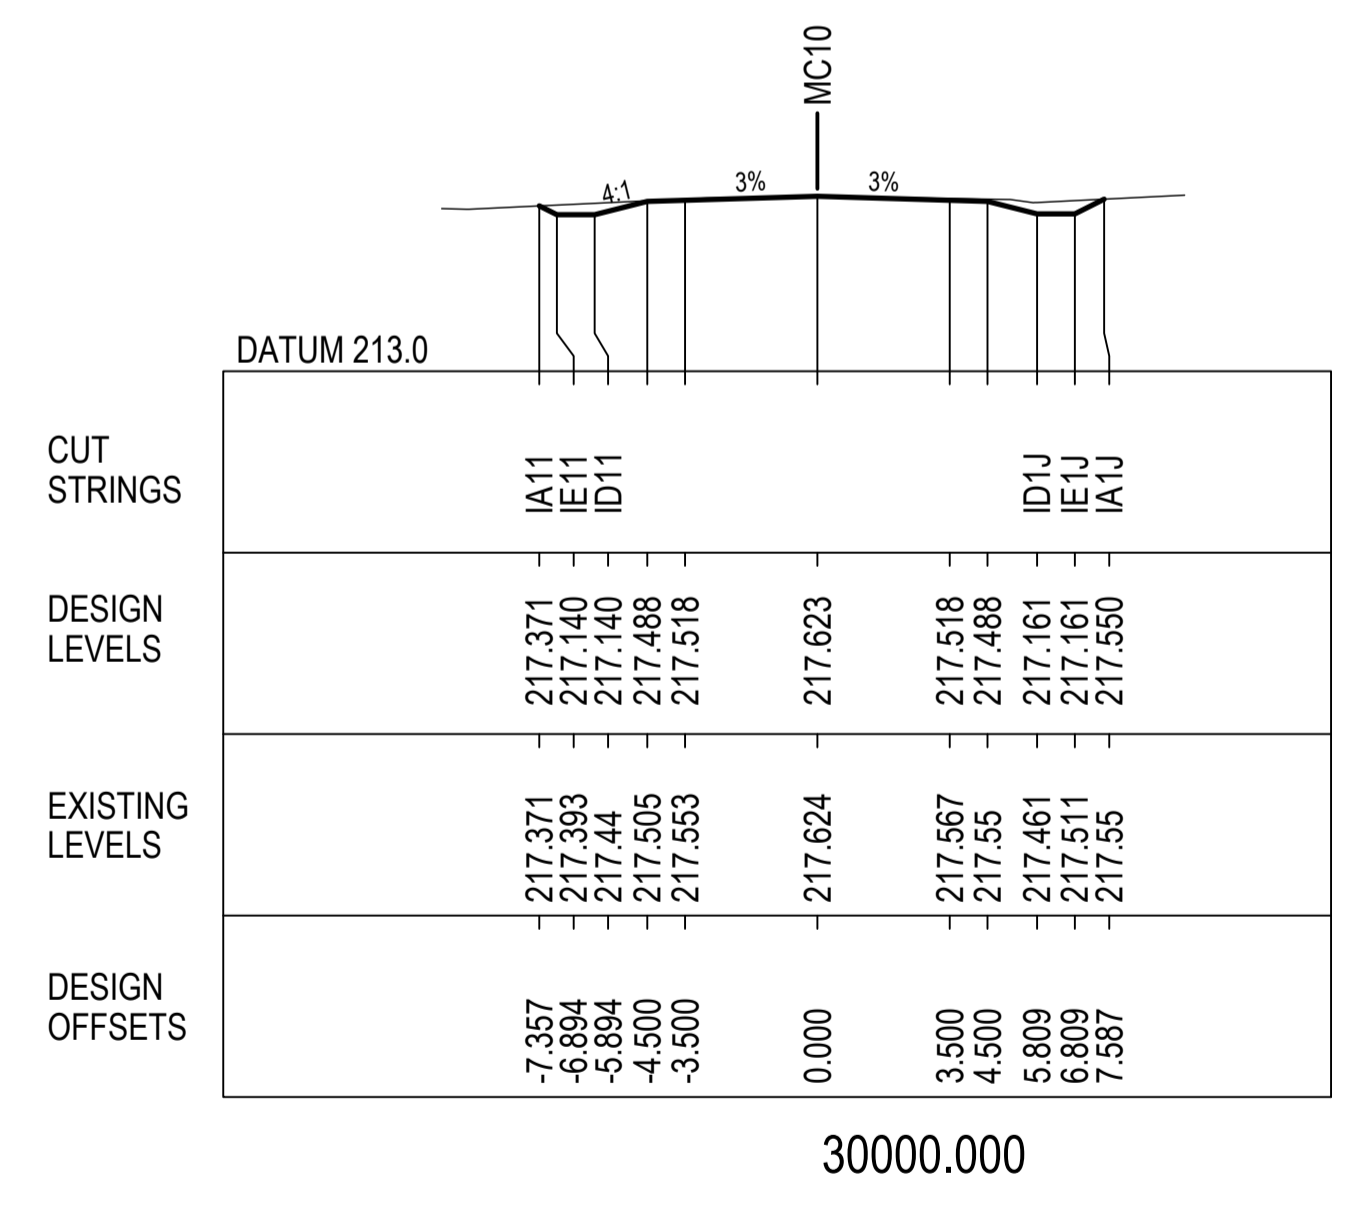 MC10
4:1
3%
3%
DATUM 213.0
CUT
STRINGS
IA11
IE11
ID11
ID1J
IE1J
IA1J
DESIGN
LEVELS
217.371
217.140
217.140
217.488
217.518
217.623
217.518
217.488
217.161
217.161
217.550
EXISTING
LEVELS
217.371
217.393
217.44
217.505
217.553
217.624
217.567
217.55
217.461
217.511
217.55
DESIGN
OFFSETS
-7.357
-6.894
-5.894
-4.500
-3.500
0.000
3.500
4.500
5.809
6.809
7.587
30000.000